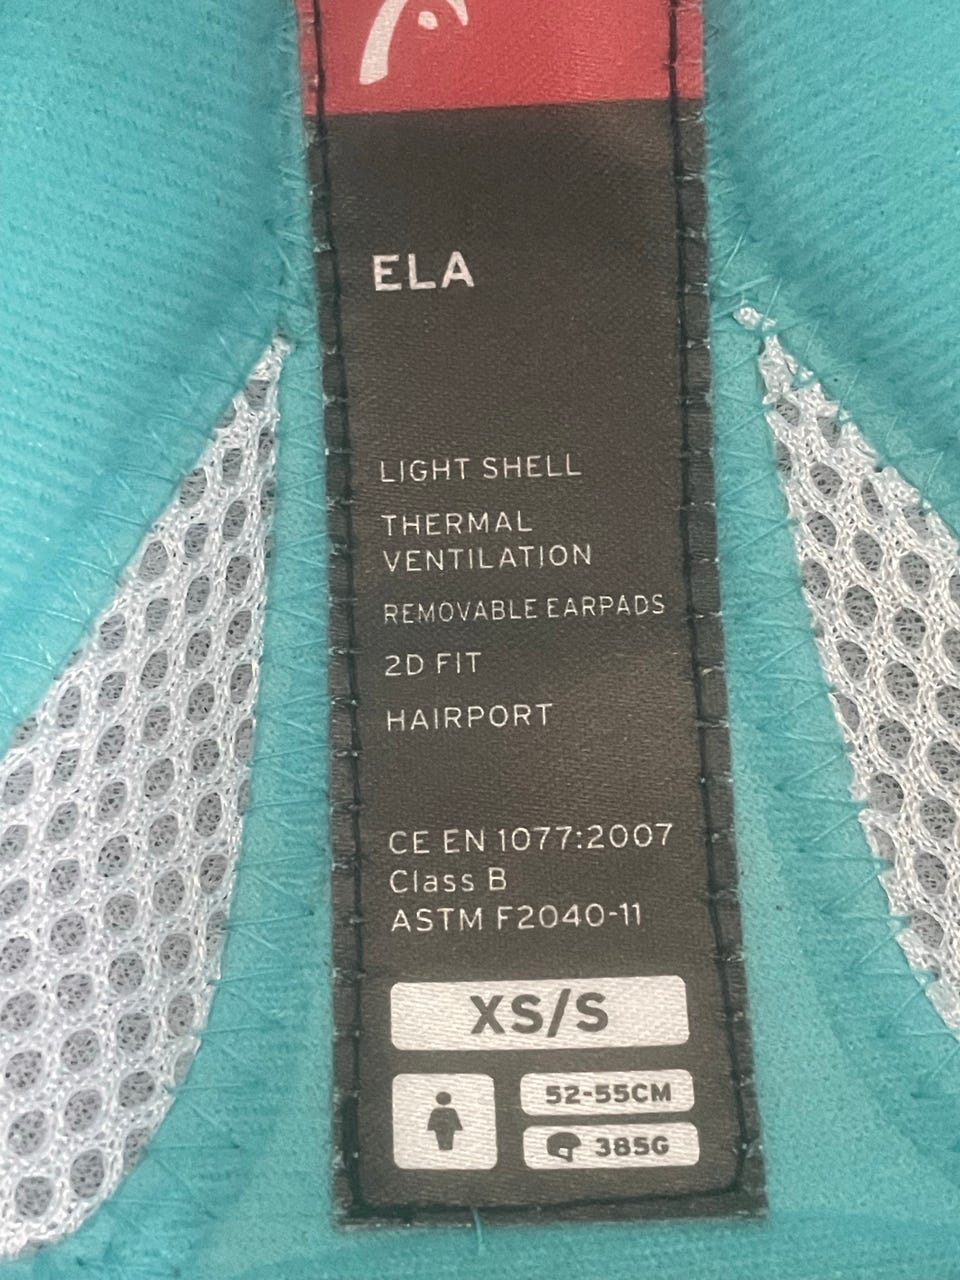 ELA
LIGHT SHELL
THERMAL
VENTILATION
REMOVABLE EARPADS
2D FIT
HAIRPORT
CE EN 1077:2007
Class B
ASTM F2040-11
XS/S
52-55CM
385G